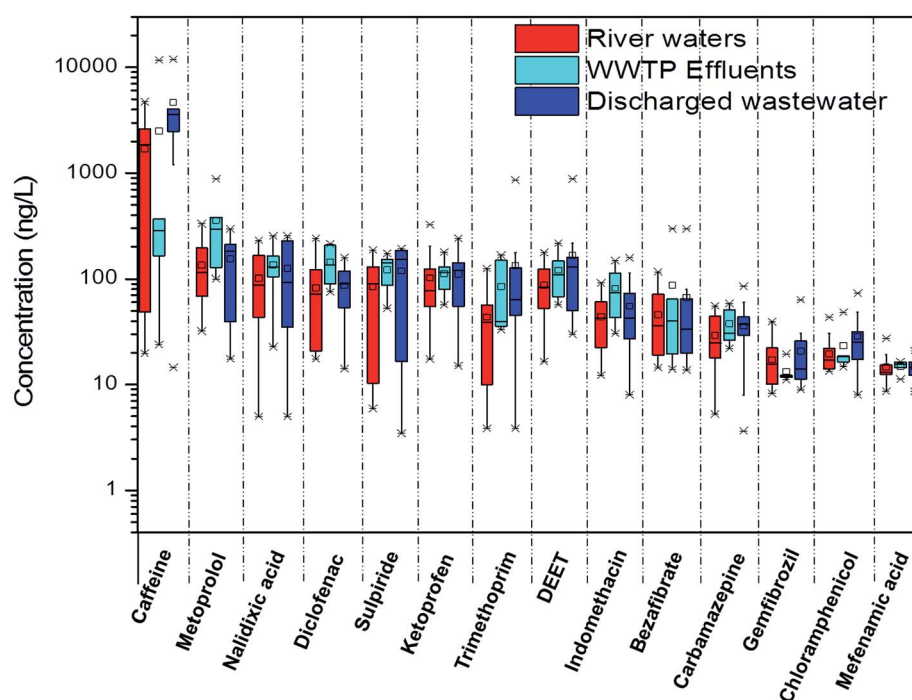 River waters
WWTP Effluents
Discharged wastewater
Concentration (ng/L)
10000
1000
100
10
1
Caffeine
Metoprolol
Nalidixic acid
Diclofenac
Sulpiride
Ketoprofen
Trimethoprim
DEET
Indomethacin
Bezafibrate
Carbamazepine
Gemfibrozil
Chloramphenicol
Mefenamic acid